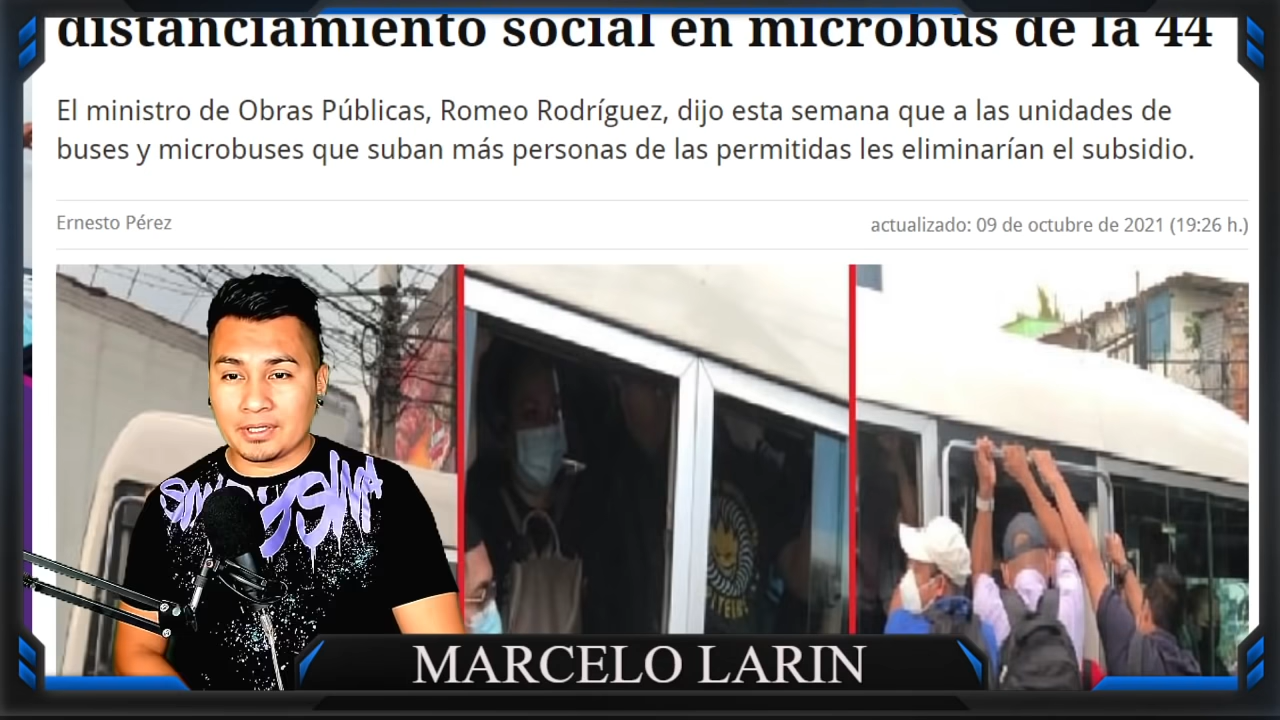 distanciamiento social en microbús de la 44
El ministro de Obras Públicas, Romeo Rodríguez, dijo esta semana que a las unidades de
buses y microbuses que suban más personas de las permitidas les eliminarían el subsidio.
Ernesto Pérez
actualizado: 09 de octubre de 2021 (19:26 h.)
MARCELO LARIN